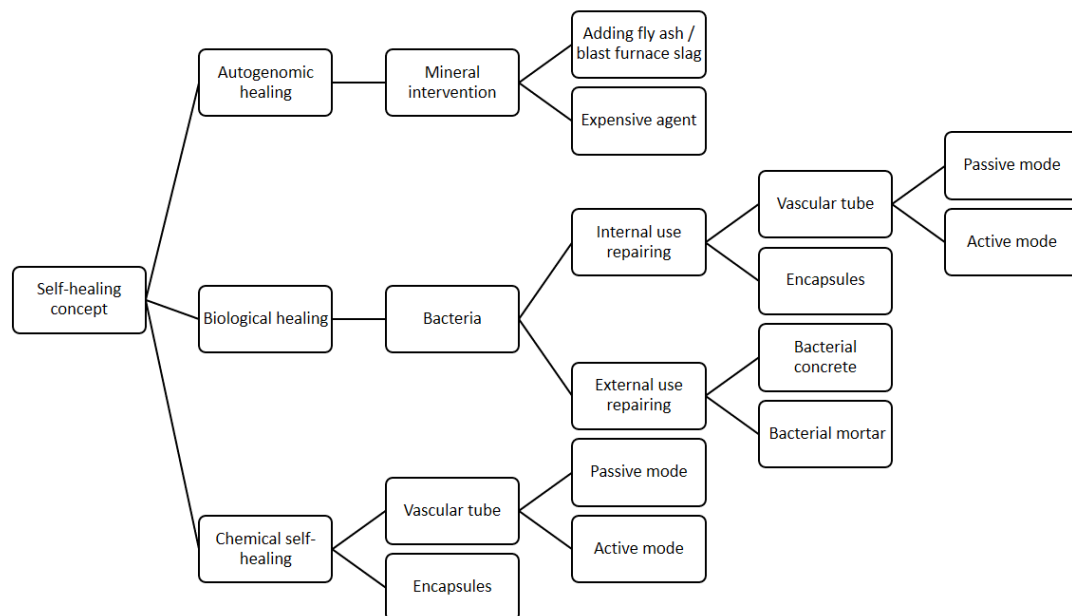 Self-healing
concept
Autogenomic
healing
Mineral
intervention
Adding fly ash /
blast furnace slag
Expensive agent
Biological healing
Bacteria
Internal use
repairing
Vascular tube
Passive mode
Active mode
Encapsules
External use
repairing
Bacterial
concrete
Bacterial mortar
Chemical self-
healing
Vascular tube
Passive mode
Active mode
Encapsules